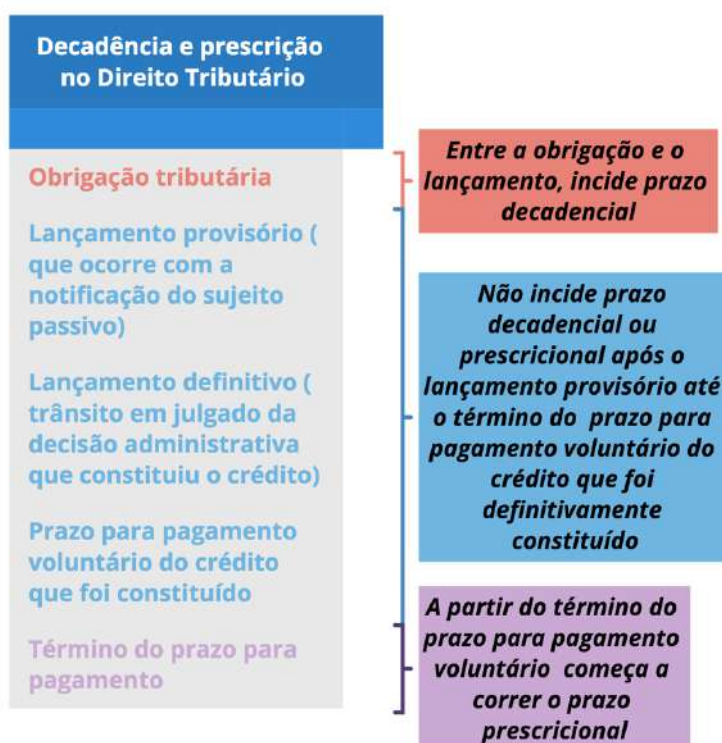 Decadência e prescrição
no Direito Tributário
Obrigação tributária
Lançamento provisório (
que ocorre com a
notificação do sujeito
passivo)
Lançamento definitivo (
trânsito em julgado da
decisão administrativa
que constituiu o crédito)
Prazo para pagamento
voluntário do crédito
que foi constituído
Término do prazo para
pagamento
Entre a obrigação e o
lançamento, incide prazo
decadencial
Não incide prazo
decadencial ou
prescricional após o
lançamento provisório até
o término do prazo para
pagamento voluntário do
crédito que foi
definitivamente
constituído
A partir do término do
prazo para pagamento
voluntário começa a
correr o prazo
prescricional